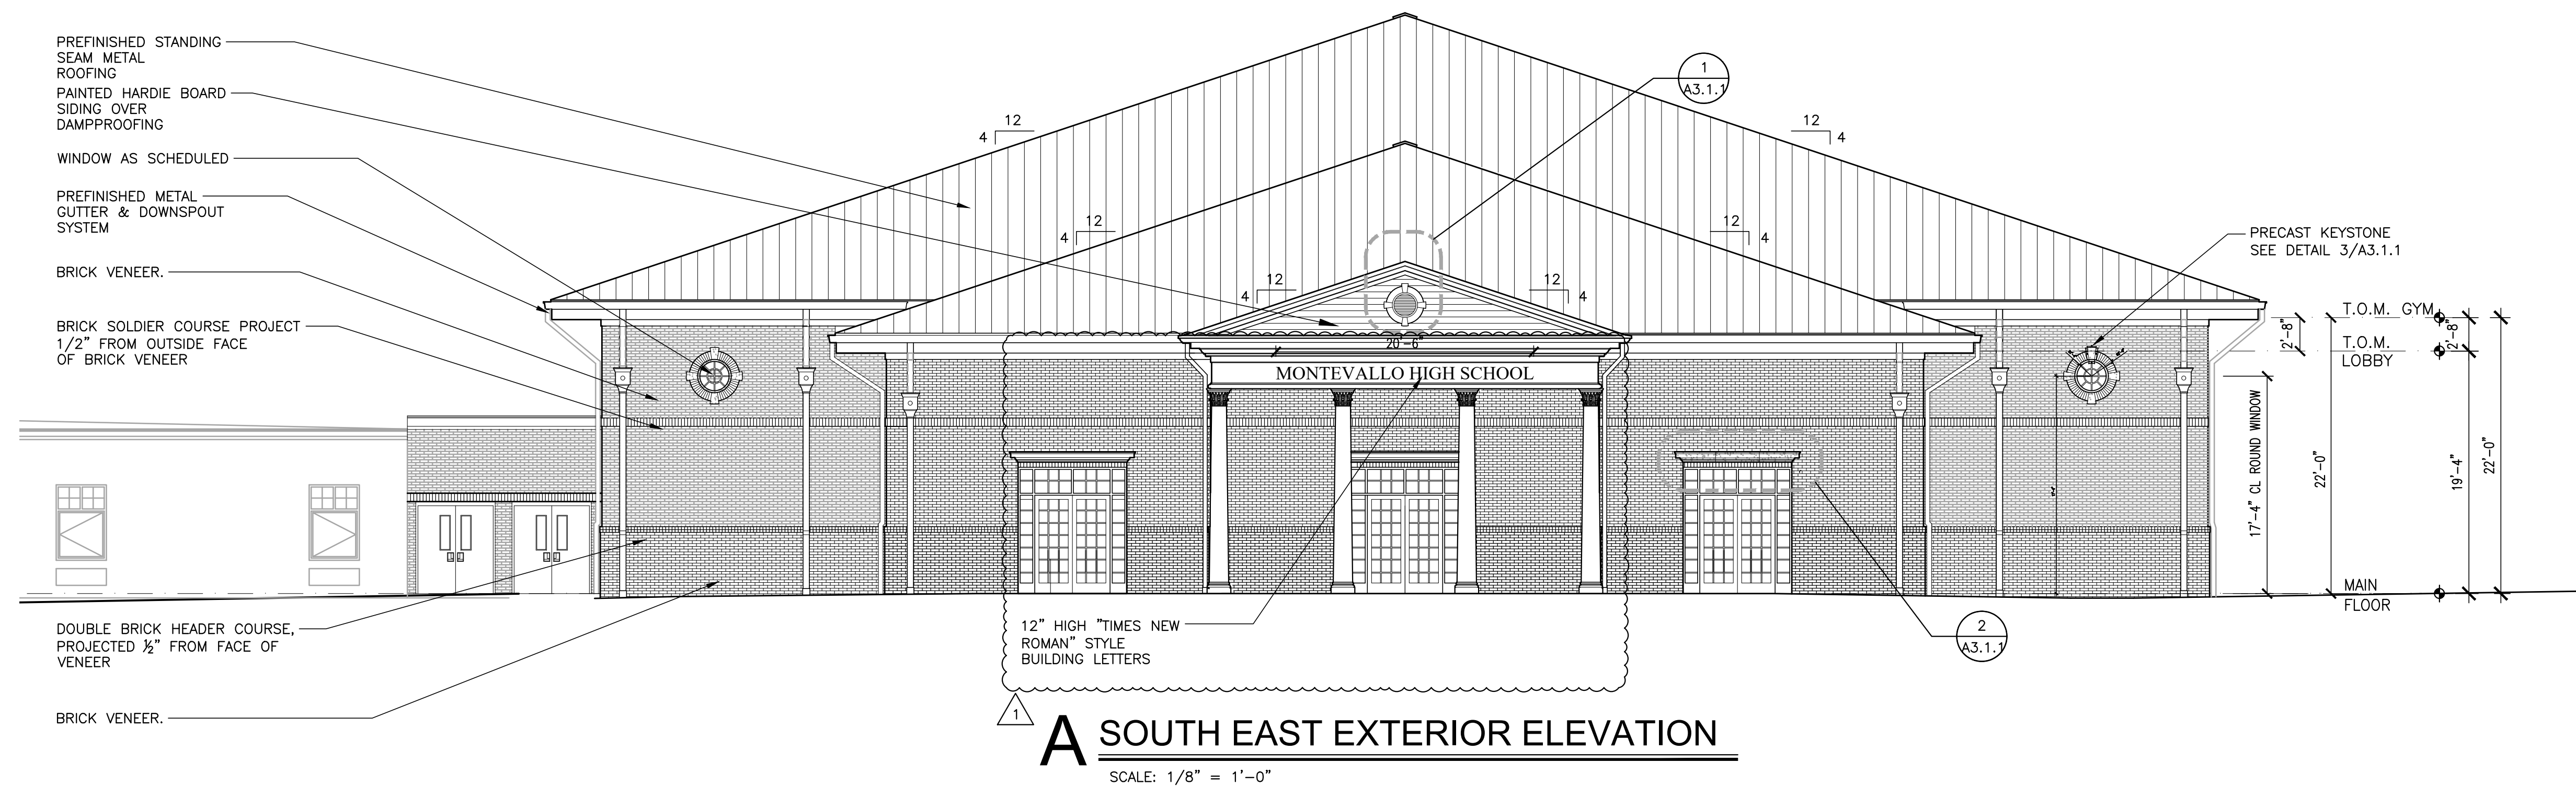 PREFINISHED STANDING
SEAM METAL
ROOFING
PAINTED HARDIE BOARD
SIDING OVER
DAMPPROOFING
WINDOW AS SCHEDULED
PREFINISHED METAL
GUTTER & DOWNSPOUT
SYSTEM
BRICK VENEER.
BRICK SOLDIER COURSE PROJECT
1/2" FROM OUTSIDE FACE
OF BRICK VENEER
DOUBLE BRICK HEADER COURSE,
PROJECTED ½" FROM FACE OF
VENEER
BRICK VENEER.
12
4
12
4
12
4
12
4
12
4
12
4
1
A3.1.1
20'-6"
MONTEVALLO HIGH SCHOOL
12" HIGH "TIMES NEW
ROMAN" STYLE
BUILDING LETTERS
2
A3.1.1
PRECAST KEYSTONE
SEE DETAIL 3/A3.1.1
T.O.M. GYM
T.O.M.
LOBBY
2'-8"
2'-8"
17'-4" CL ROUND WINDOW
22'-0"
19'-4"
22'-0"
MAIN
FLOOR
1
A SOUTH EAST EXTERIOR ELEVATION
SCALE: 1/8" = 1'-0"